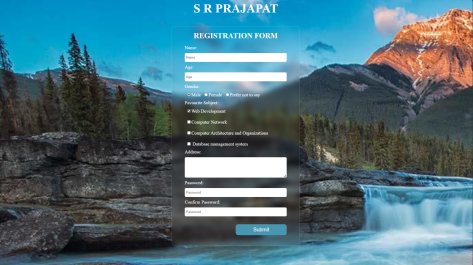 S R PRAJAPAT
REGISTRATION FORM
Name:
Name
Age:
Age
Gender
Male Female Prefer not to say
Favourite Subject:
Web Development
Computer Network
Computer Architecture and Organizations
Database management system
Address:
Password:
Password
Confirm Password:
Password
Submit